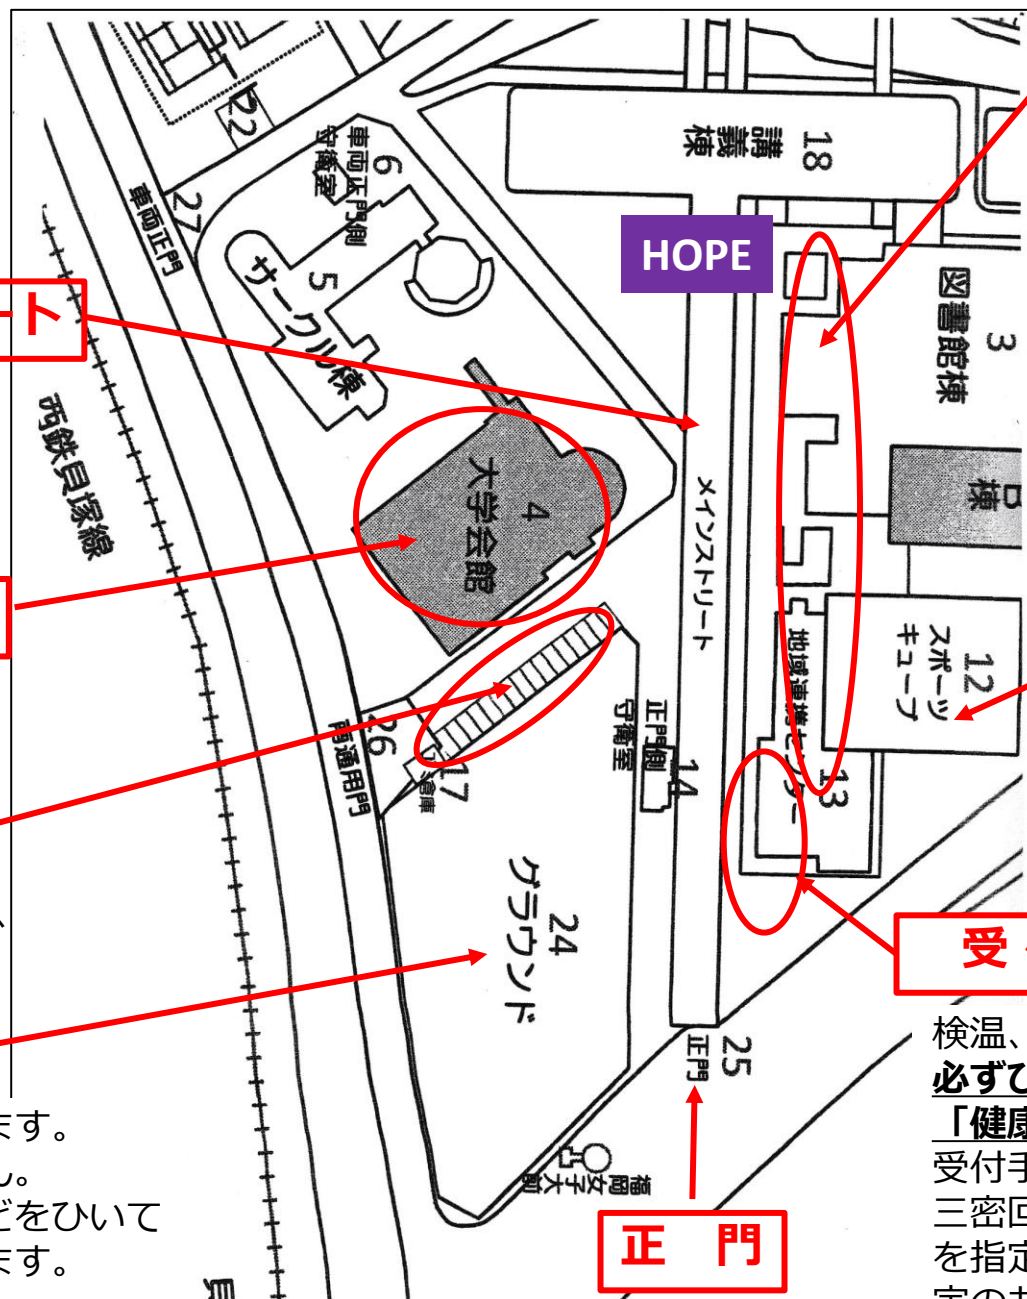 22
6
車両正門側
守衛室
18
講義棟
27
車両正門
HOPE
5
サークル棟
3
図書館棟
ト
西鉄貝塚線
4
大学会館
メインストリート
棟
12
スポーツ
キューブ
地域連携センター
13
正門側
守衛室
14
26
南通用門
17
倉庫
24
グラウンド
受
25
正門
福岡女子大前
正 門
検温、
必ずひ
「健康
受付手
三密回
を指定
ます。
ん。
どをひいて
ます。
貝